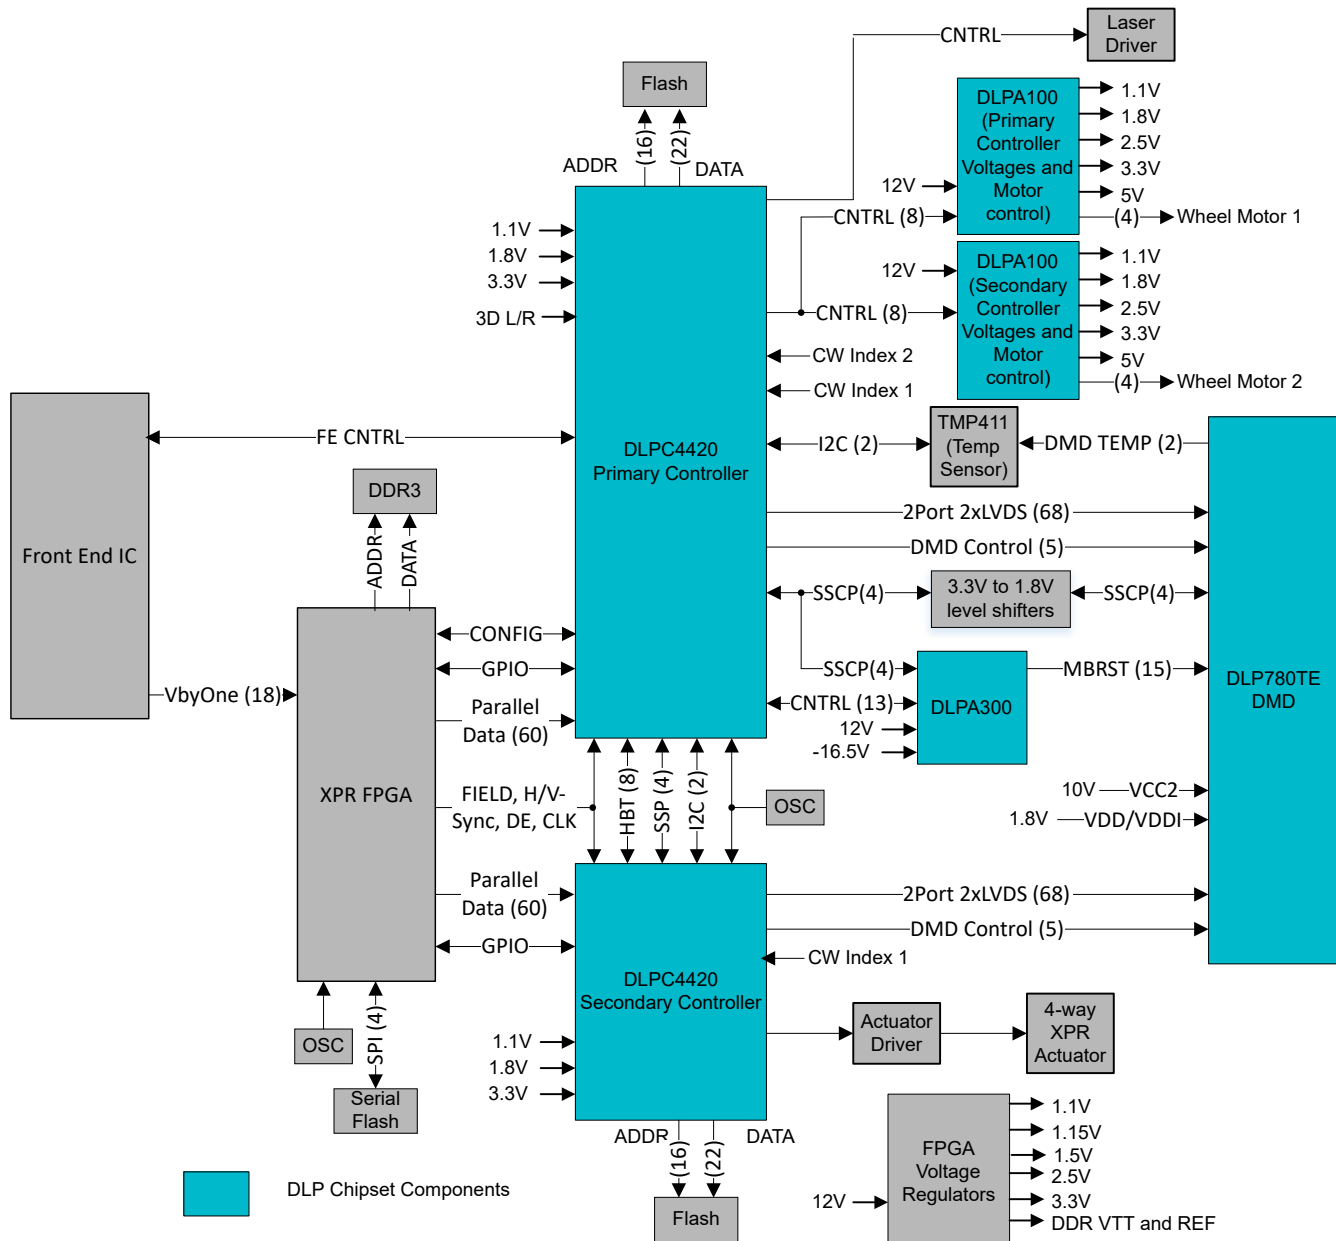 CNTRL
Laser
Driver
Flash
(16)
(22)
ADDR
DATA
DLPA100
(Primary
Controller
Voltages and
Motor
control)
12V
CNTRL (8)
1.1V
1.8V
2.5V
3.3V
5V
(4)
Wheel Motor 1
DLPA100
(Secondary
Controller
Voltages and
Motor
control)
12V
CNTRL (8)
1.1V
1.8V
2.5V
3.3V
5V
(4)
Wheel Motor 2
1.1V
1.8V
3.3V
3D L/R
CW Index 2
CW Index 1
FE CNTRL
DLPC4420
Primary Controller
I2C (2)
TMP411
(Temp
Sensor)
DMD TEMP (2)
Front End IC
DDR3
ADDR
DATA
2Port 2xLVDS (68)
DMD Control (5)
SSCP(4)
3.3V to 1.8V
level shifters
SSCP(4)
CONFIG
GPIO
VbyOne (18)
Parallel
Data (60)
SSCP(4)
CNTRL (13)
12V
-16.5V
DLPA300
MBRST (15)
DLP780TE
DMD
XPR FPGA
FIELD, H/V-
Sync, DE, CLK
HBT (8)
SSP (4)
I2C (2)
OSC
10V
VCC2
1.8V
VDD/VDDI
Parallel
Data (60)
GPIO
2Port 2xLVDS (68)
DMD Control (5)
CW Index 1
DLPC4420
Secondary Controller
OSC
SPI (4)
Serial
Flash
1.1V
1.8V
3.3V
Actuator
Driver
4-way
XPR
Actuator
ADDR
DATA
(16)
(22)
Flash
FPGA
Voltage
Regulators
12V
1.1V
1.15V
1.5V
2.5V
3.3V
DDR VTT and REF
DLP Chipset Components